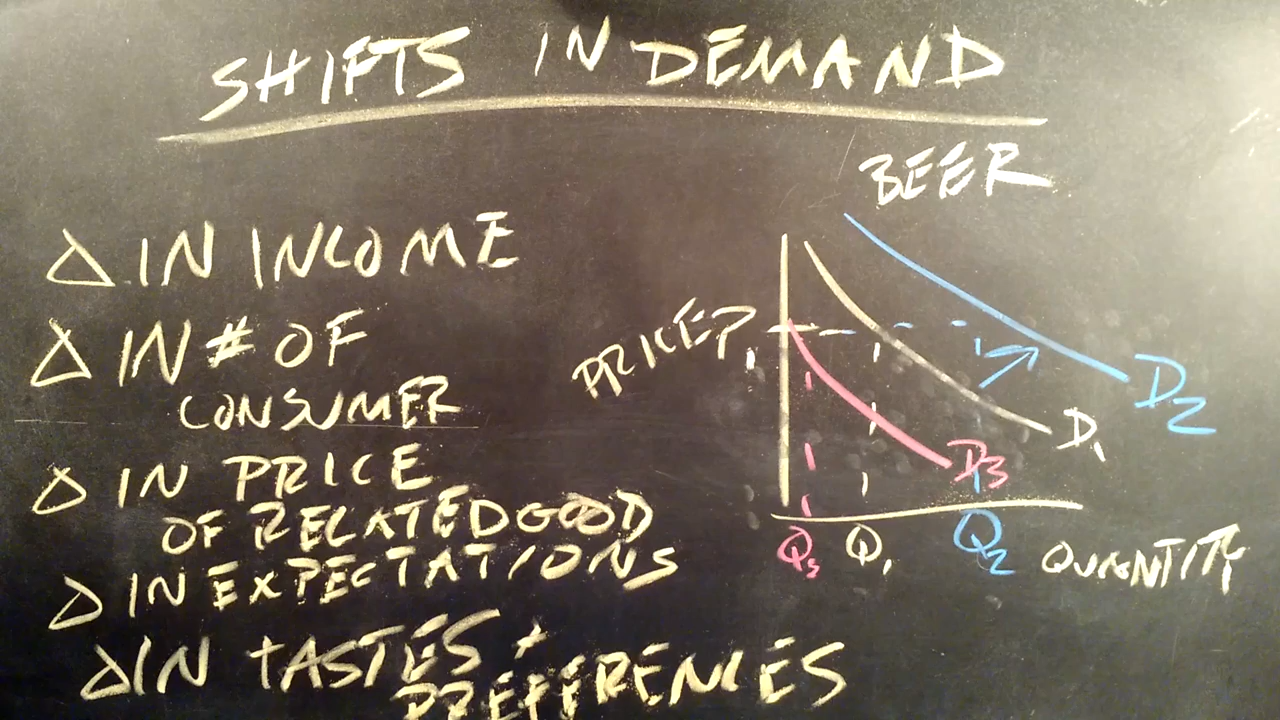 SHIFTS IN DEMAND
Δ IN INCOME
Δ IN # OF
CONSUMER
Δ IN PRICE
OF RELATED GOOD
Δ IN EXPECTATIONS
Δ IN TASTES +
PREFERENCES
BEER
PRICE P1
D2
D1
D3
Q3 Q1 Q2 QUANTITY